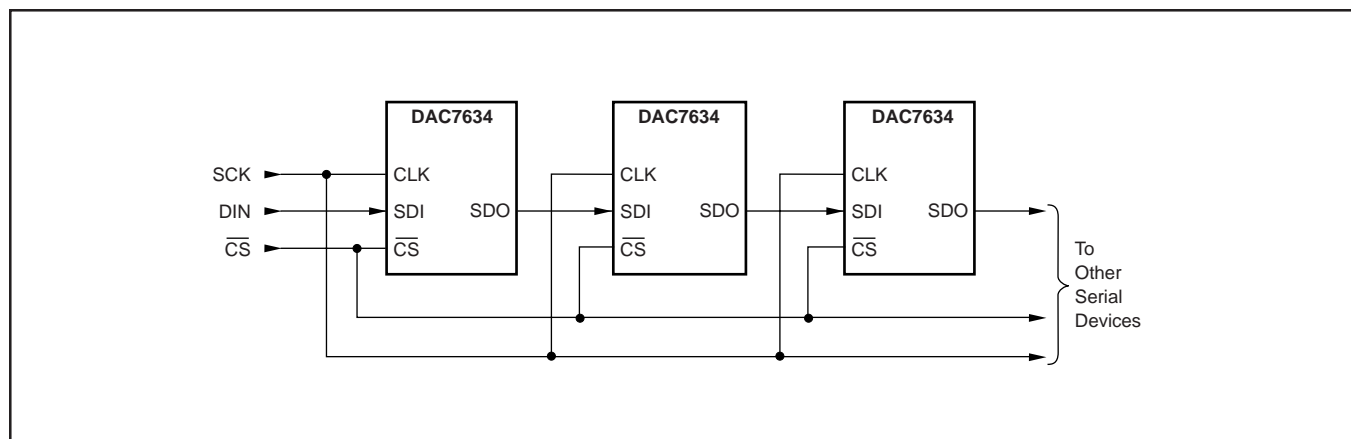 DAC7634
DAC7634
DAC7634
SCK
CLK
CLK
CLK
DIN
SDI
SDO
SDI
SDO
SDI
SDO
CS
CS
CS
CS
To
Other
Serial
Devices